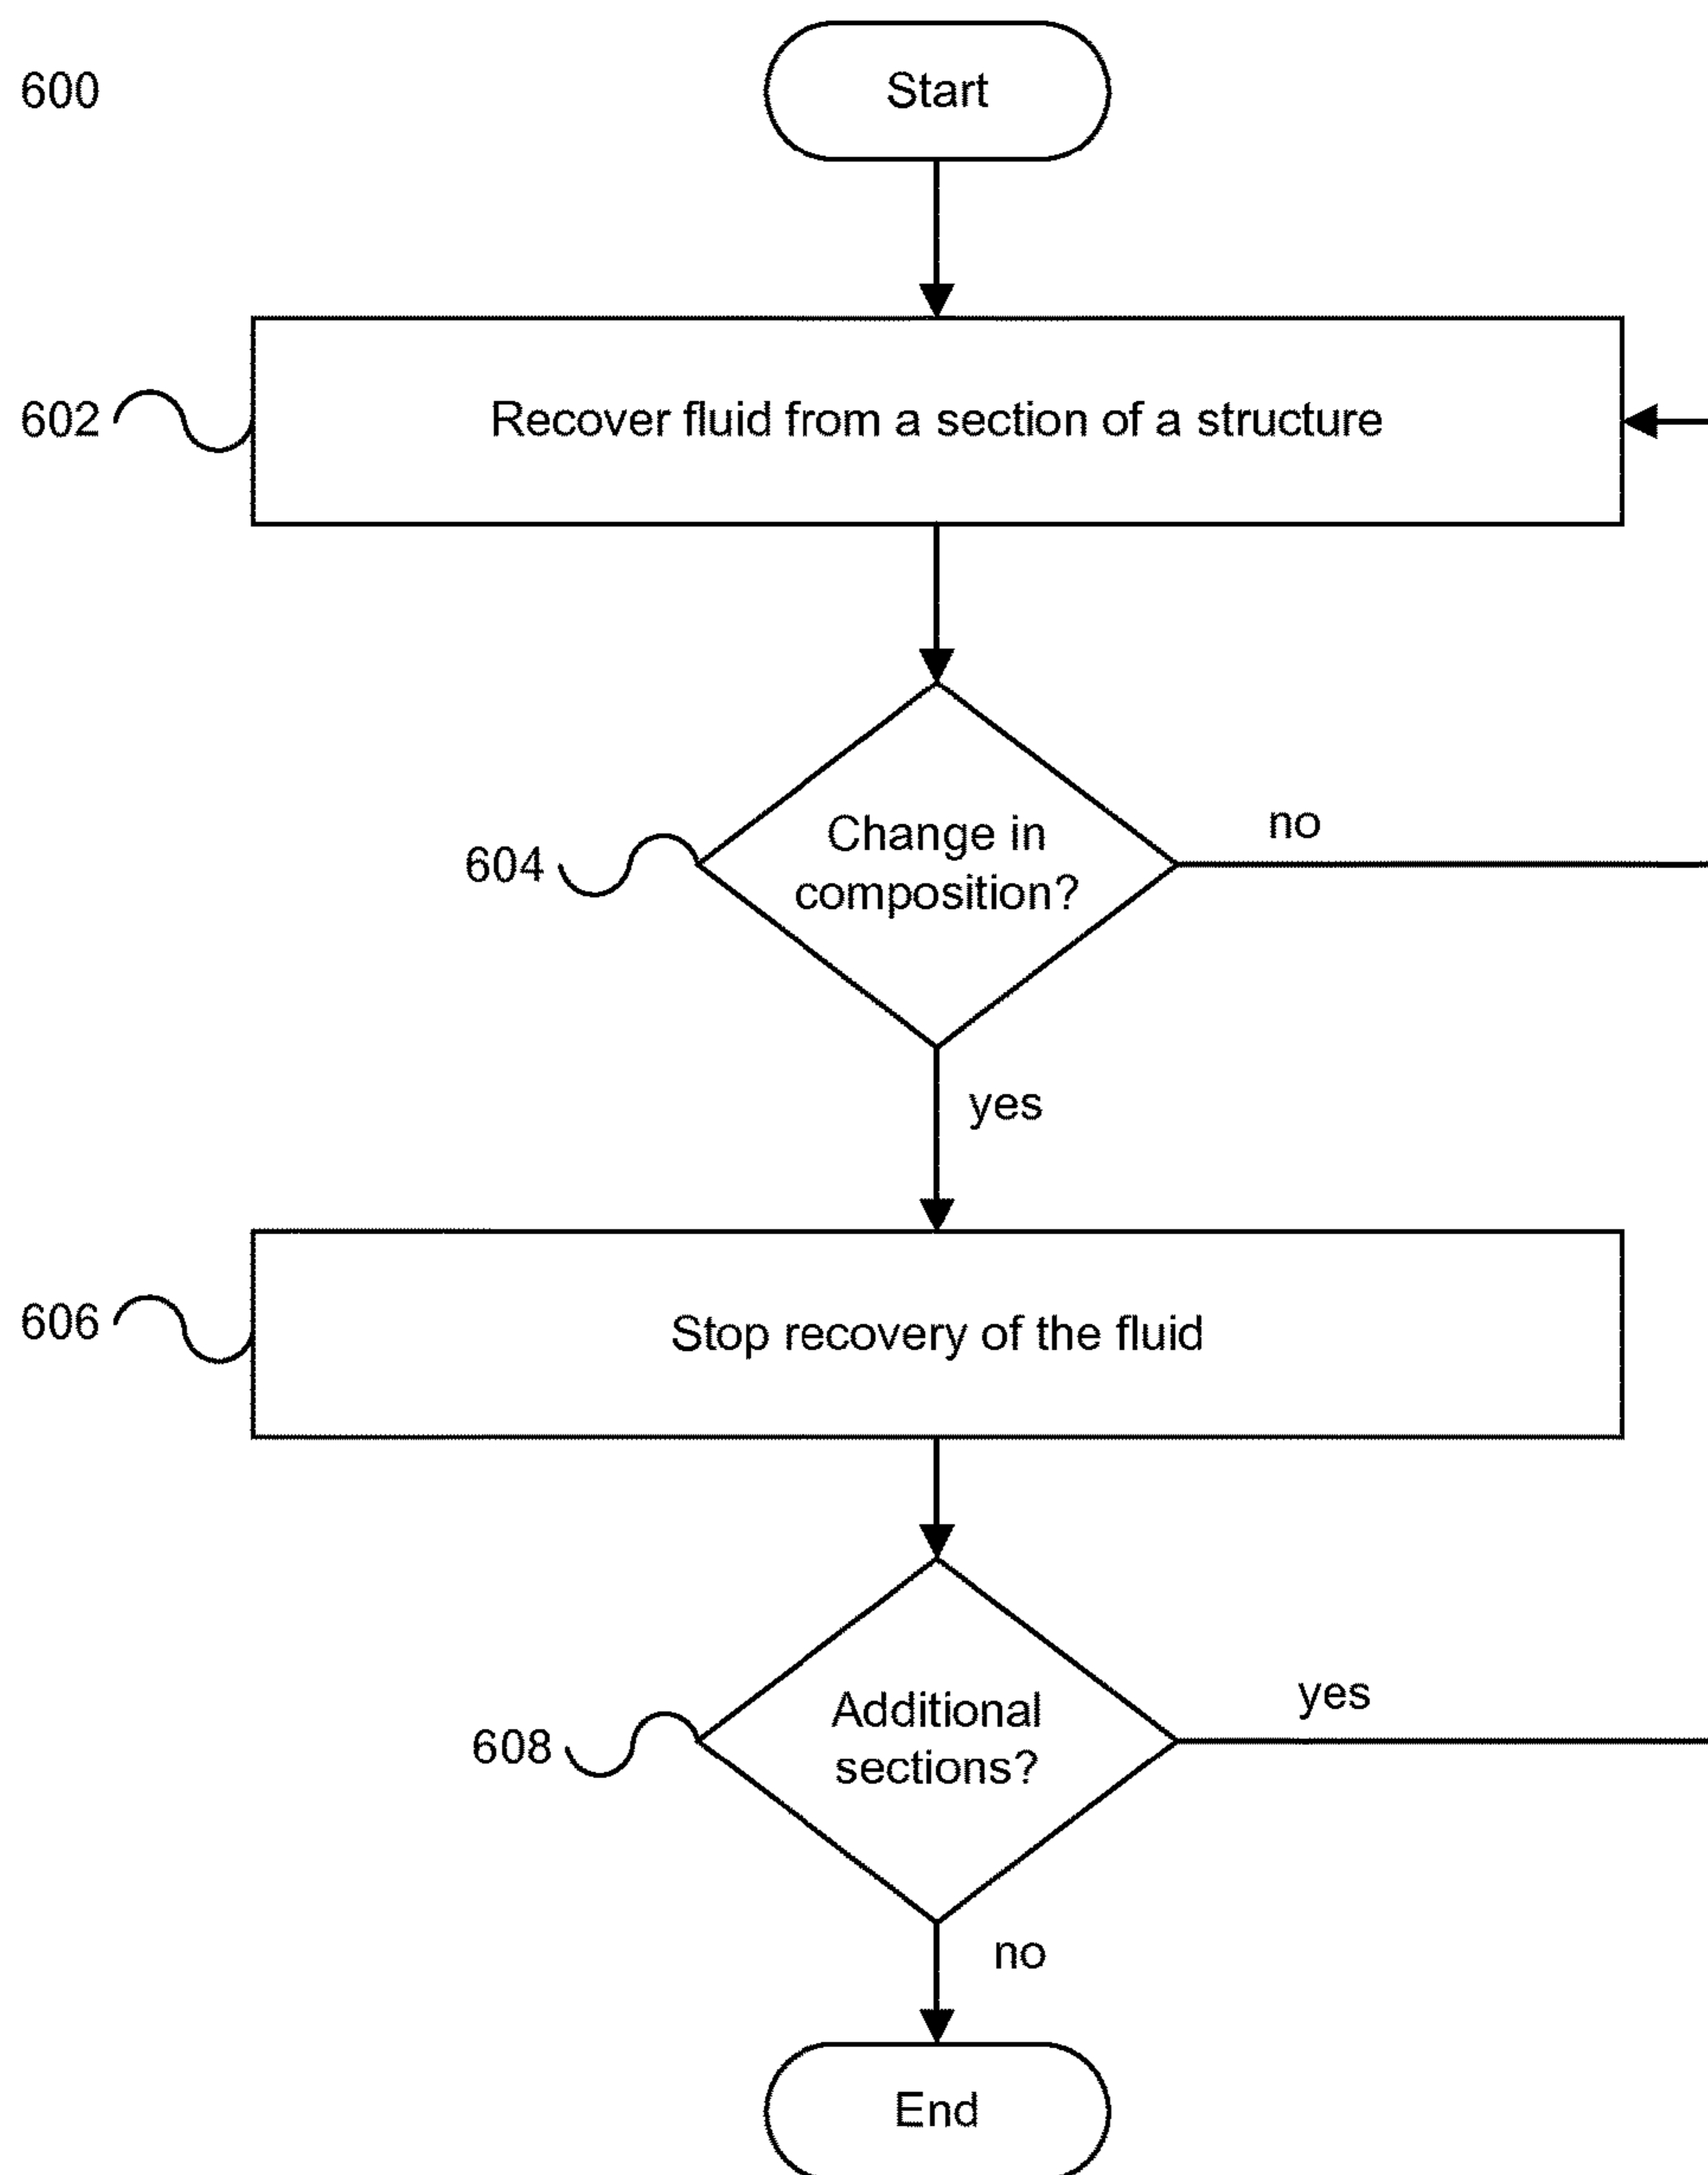 600
Start
602
Recover fluid from a section of a structure
604
Change in
composition?
no
yes
606
Stop recovery of the fluid
608
Additional
sections?
yes
no
End